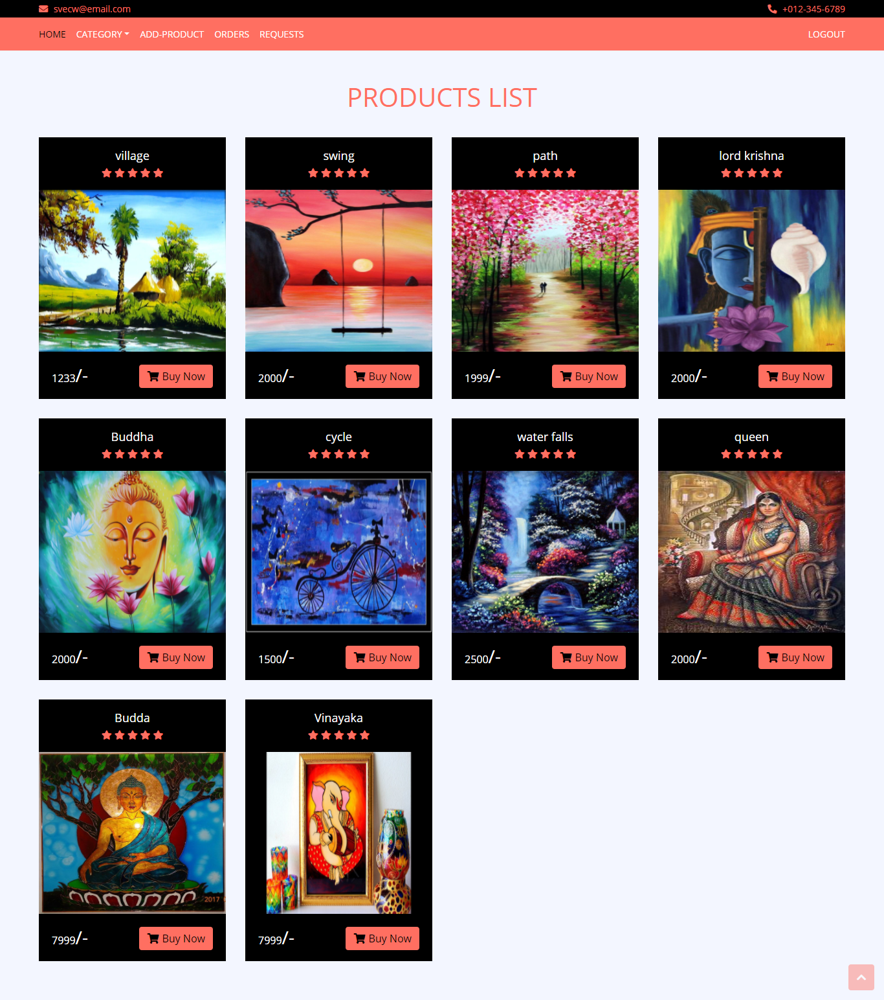 svecw@email.com
+012-345-6789
HOME CATEGORY ADD-PRODUCT ORDERS REQUESTS LOGOUT
PRODUCTS LIST
village
swing
path
lord krishna
1233/- Buy Now
2000/- Buy Now
1999/- Buy Now
2000/- Buy Now
Buddha
cycle
water falls
queen
2000/- Buy Now
1500/- Buy Now
2500/- Buy Now
2000/- Buy Now
Budda
Vinayaka
2017
7999/- Buy Now
7999/- Buy Now